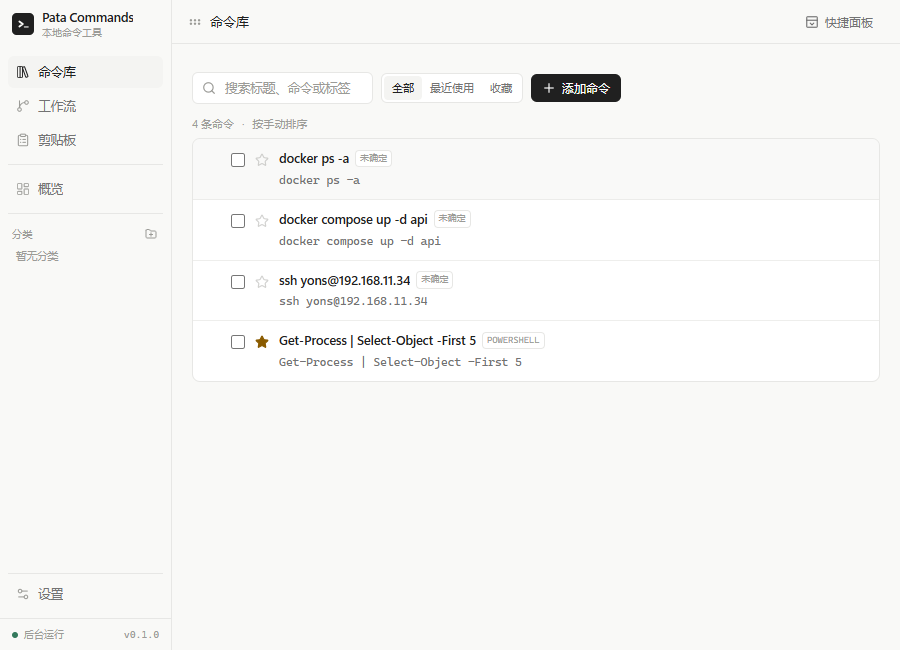 Pata Commands
本地命令工具
命令库
工作流
剪贴板
概览
分类
暂无分类
设置
后台运行 v0.1.0
命令库
快捷面板
搜索标题、命令或标签
全部 最近使用 收藏
添加命令
4 条命令 · 按手动排序
docker ps -a 未确定
docker ps -a
docker compose up -d api 未确定
docker compose up -d api
ssh yons@192.168.11.34 未确定
ssh yons@192.168.11.34
Get-Process | Select-Object -First 5 POWERSHELL
Get-Process | Select-Object -First 5